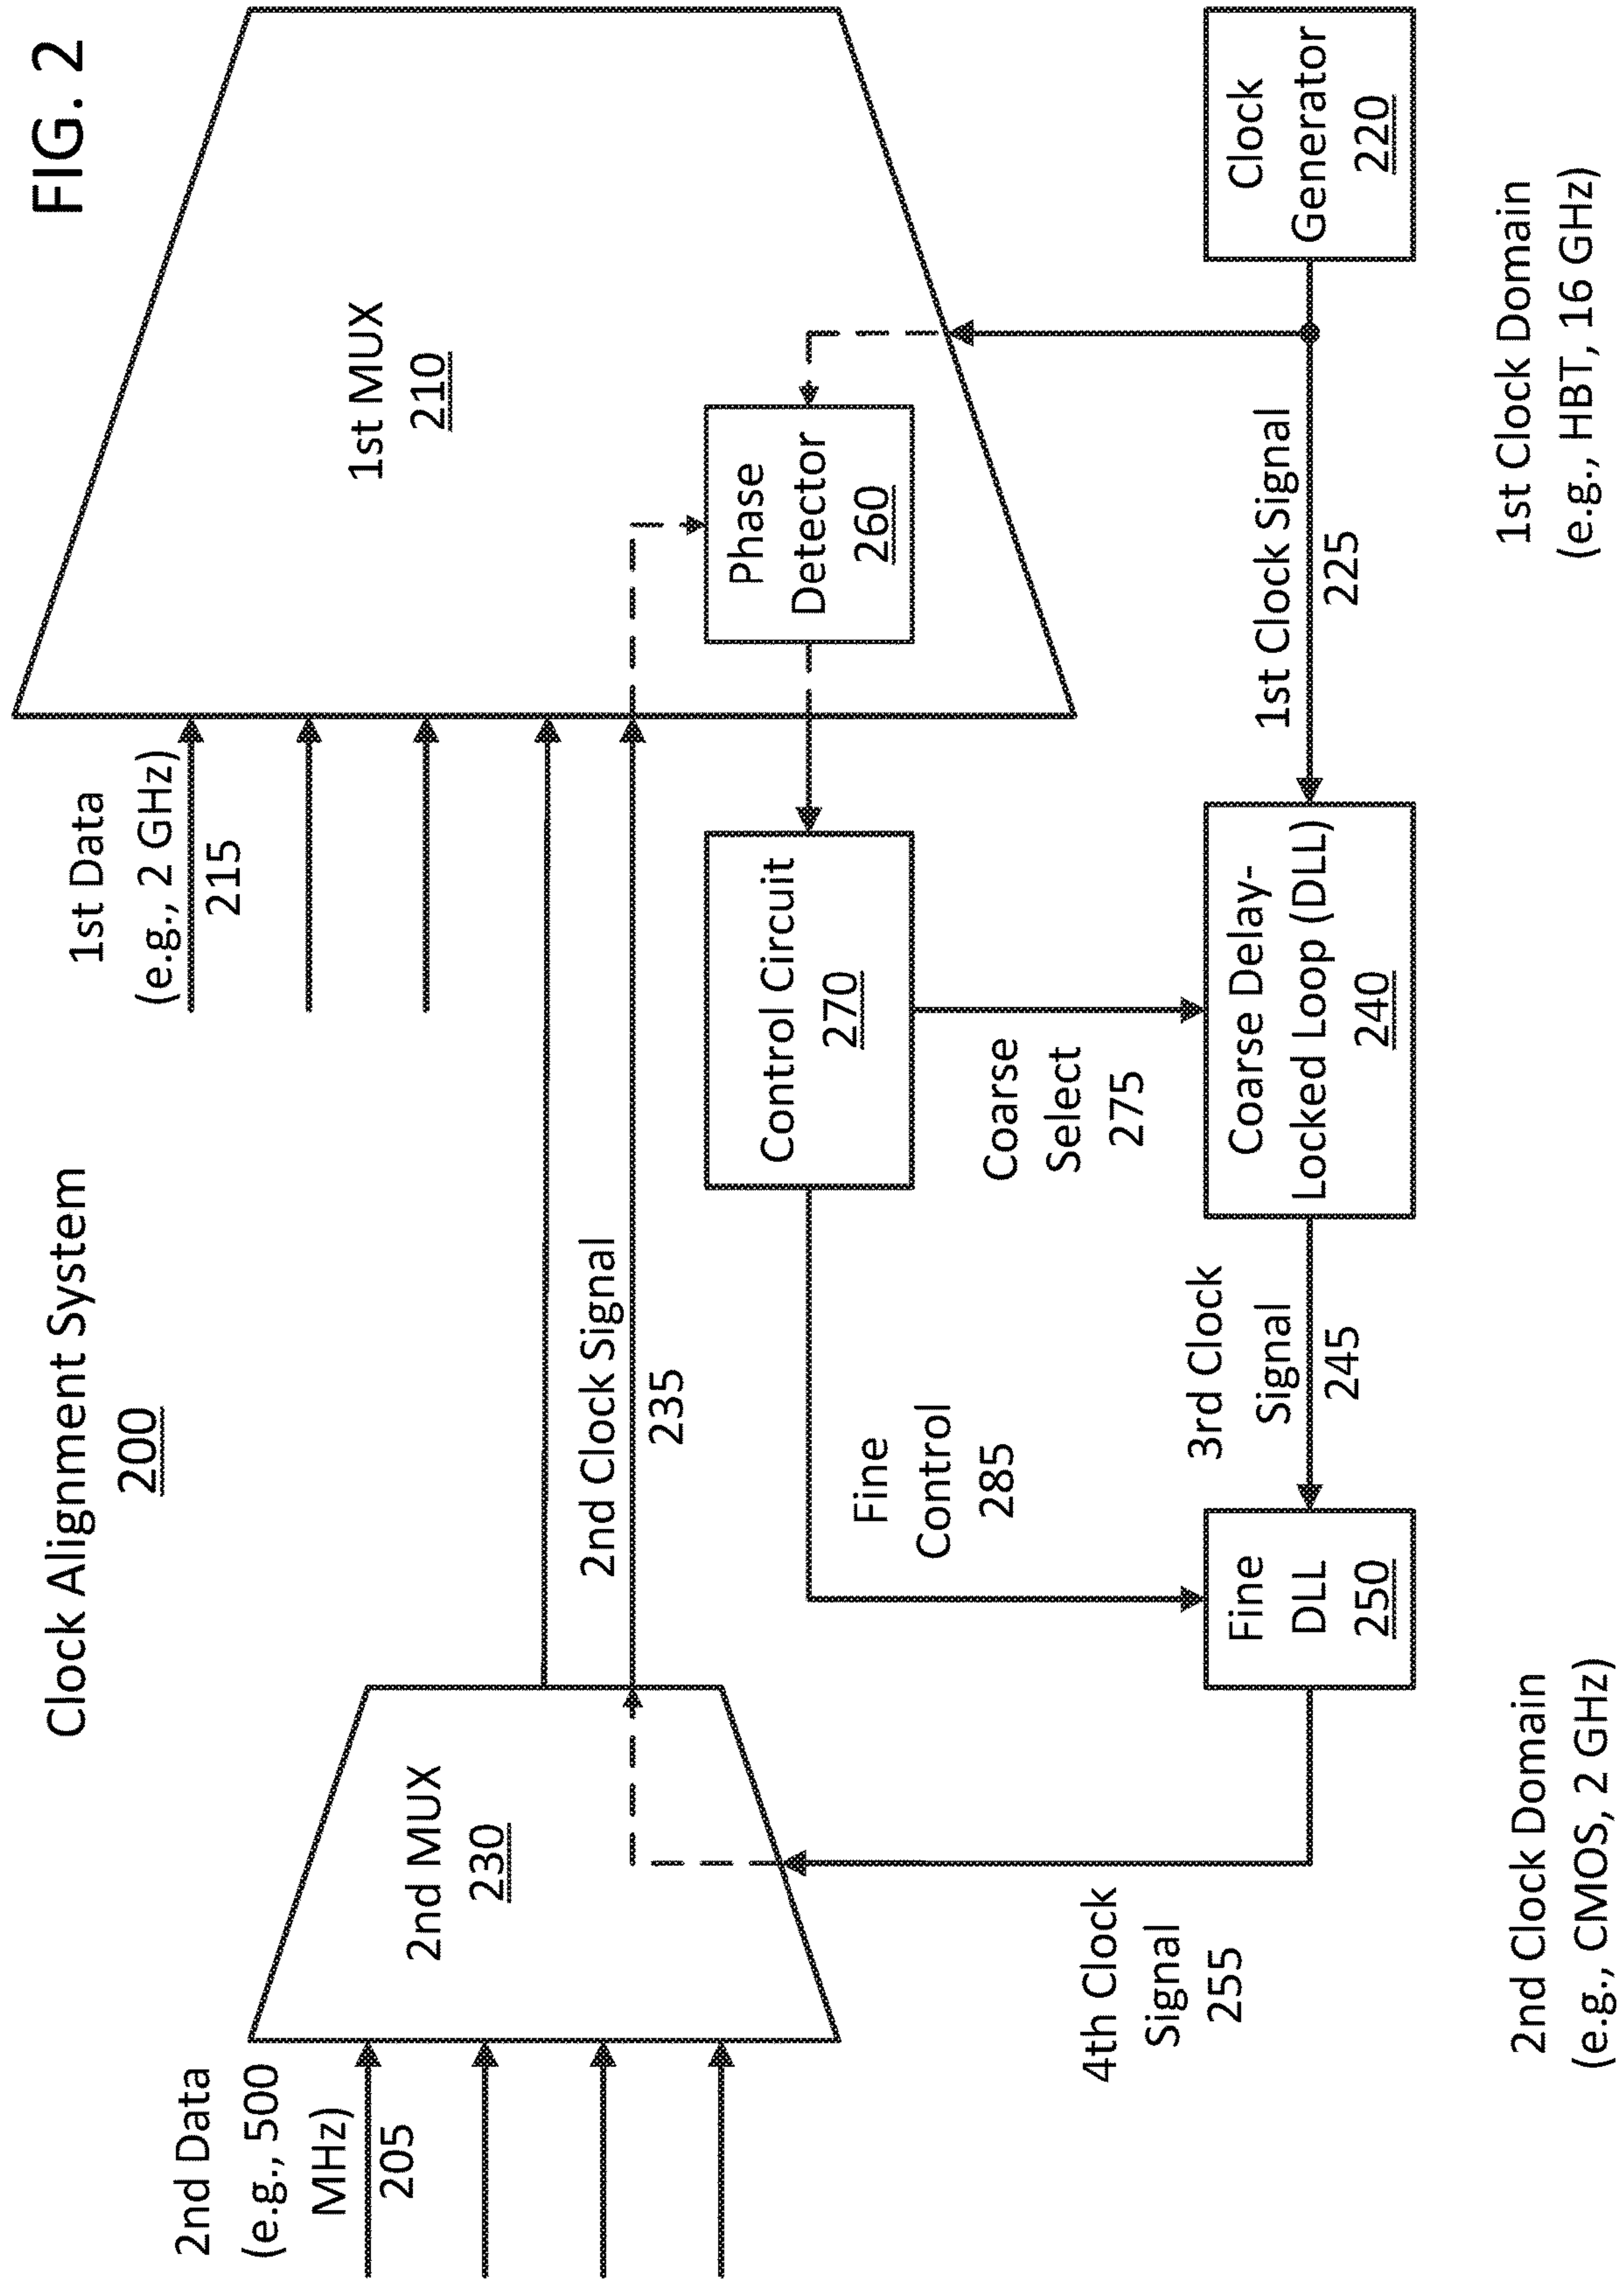 FIG. 2
Clock Alignment System
200
1st Data
(e.g., 2 GHz)
215
1st MUX
210
2nd Data
(e.g., 500
MHz)
205
2nd MUX
230
2nd Clock Signal
235
Control Circuit
270
Phase
Detector
260
Fine
Control
285
Coarse
Select
275
4th Clock
Signal
255
Fine
DLL
250
3rd Clock
Signal
245
Coarse Delay-
Locked Loop (DLL)
240
1st Clock Signal
225
Clock
Generator
220
2nd Clock Domain
(e.g., CMOS, 2 GHz)
1st Clock Domain
(e.g., HBT, 16 GHz)